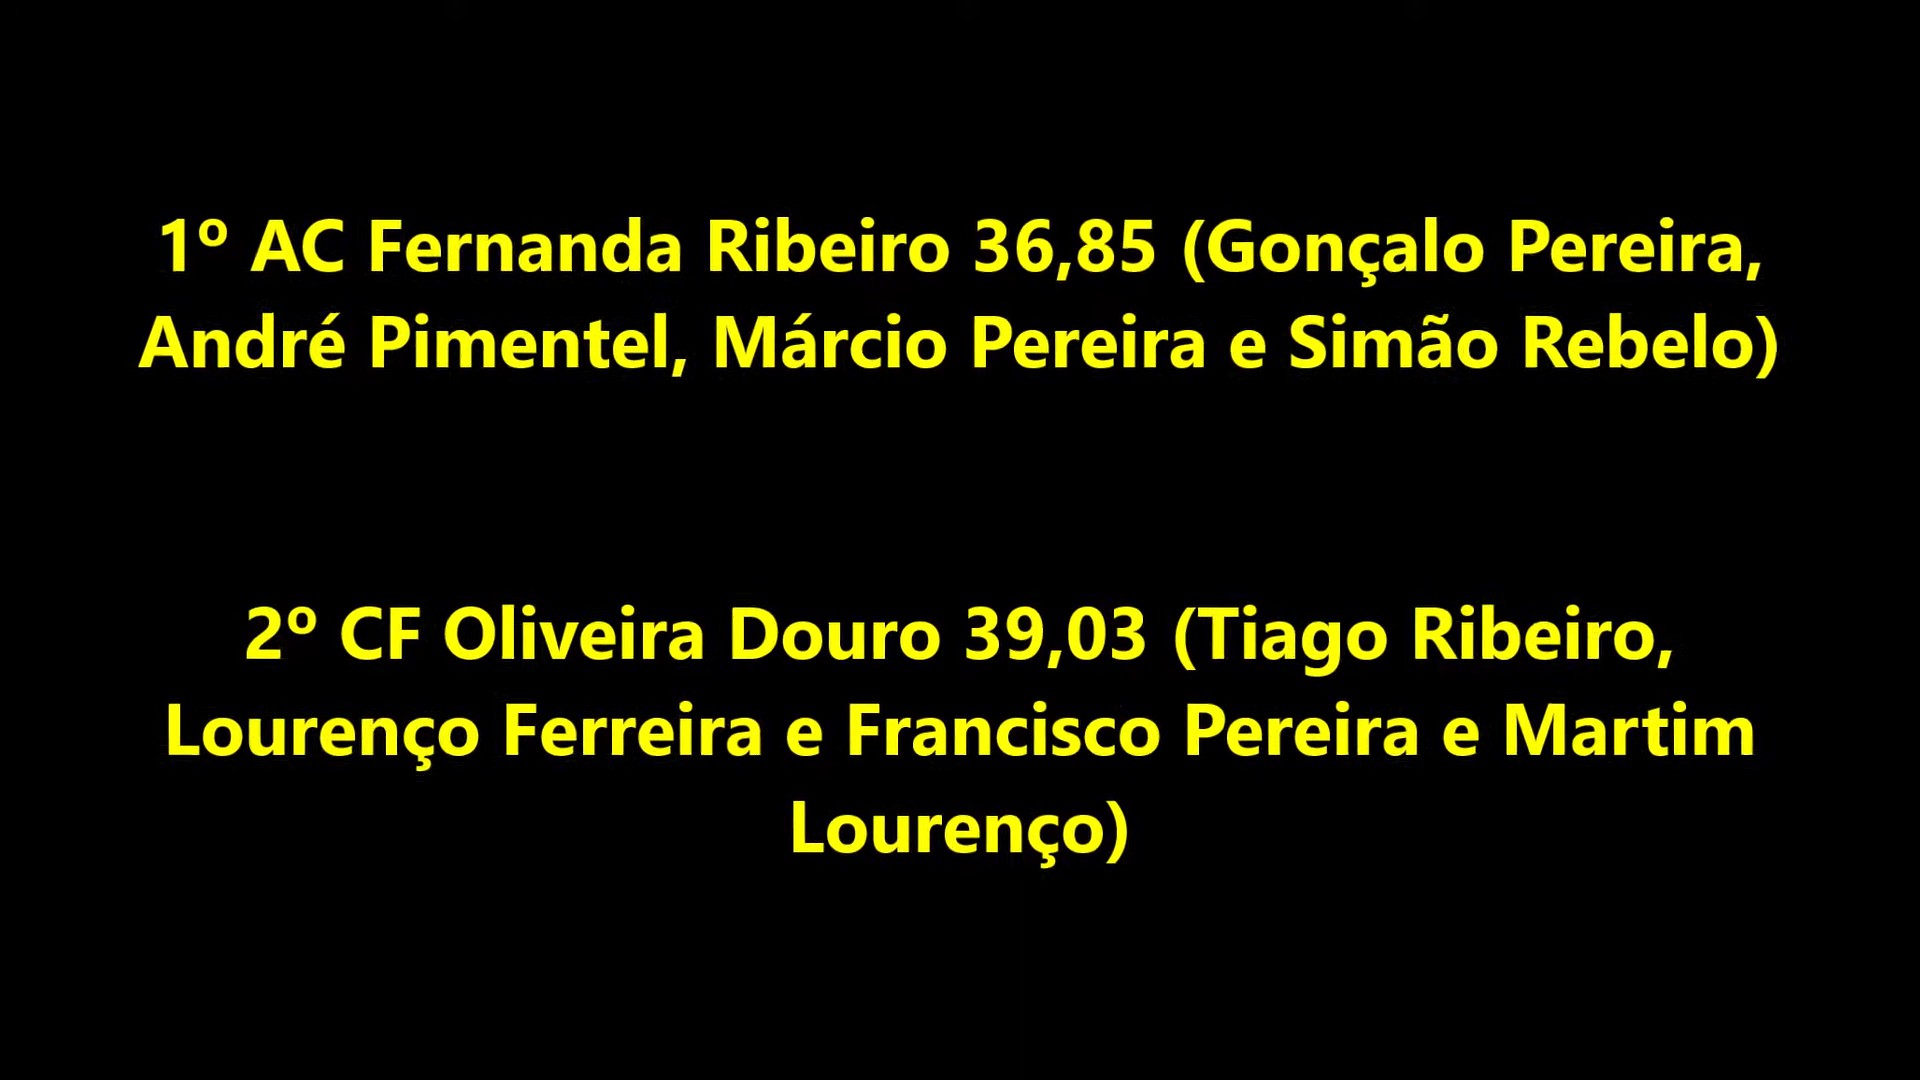 1º AC Fernanda Ribeiro 36,85 (Gonçalo Pereira,
André Pimentel, Márcio Pereira e Simão Rebelo)
2º CF Oliveira Douro 39,03 (Tiago Ribeiro,
Lourenço Ferreira e Francisco Pereira e Martim
Lourenço)